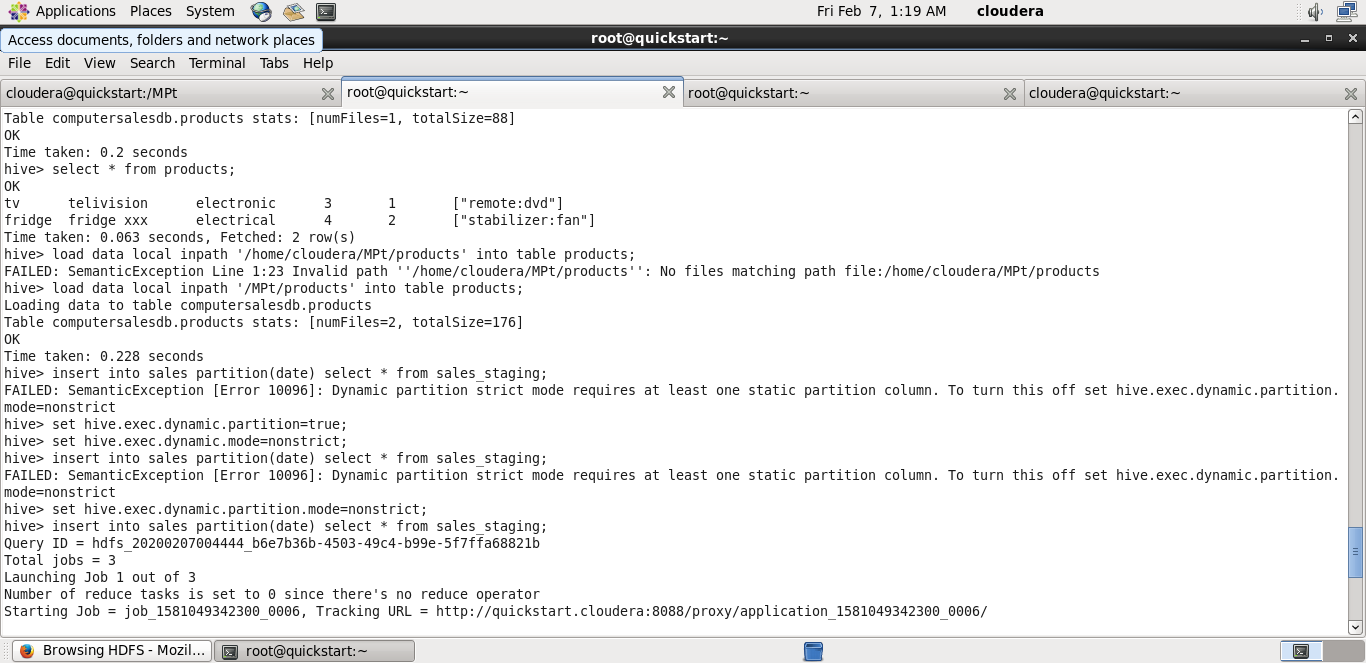 Applications Places System Fri Feb 7, 1:19 AM cloudera
Access documents, folders and network places
root@quickstart:~
File Edit View Search Terminal Tabs Help
cloudera@quickstart:/MPt root@quickstart:~ root@quickstart:~ cloudera@quickstart:~
Table computersalesdb.products stats: [numFiles=1, totalSize=88]
OK
Time taken: 0.2 seconds
hive> select * from products;
OK
tv telivision electronic 3 1 ["remote:dvd"]
fridge fridge xxx electrical 4 2 ["stabilizer:fan"]
Time taken: 0.063 seconds, Fetched: 2 row(s)
hive> load data local inpath '/home/cloudera/MPt/products' into table products;
FAILED: SemanticException Line 1:23 Invalid path ''/home/cloudera/MPt/products'': No files matching path file:/home/cloudera/MPt/products
hive> load data local inpath '/MPt/products' into table products;
Loading data to table computersalesdb.products
Table computersalesdb.products stats: [numFiles=2, totalSize=176]
OK
Time taken: 0.228 seconds
hive> insert into sales partition(date) select * from sales_staging;
FAILED: SemanticException [Error 10096]: Dynamic partition strict mode requires at least one static partition column. To turn this off set hive.exec.dynamic.partition.
mode=nonstrict
hive> set hive.exec.dynamic.partition=true;
hive> set hive.exec.dynamic.mode=nonstrict;
hive> insert into sales partition(date) select * from sales_staging;
FAILED: SemanticException [Error 10096]: Dynamic partition strict mode requires at least one static partition column. To turn this off set hive.exec.dynamic.partition.
mode=nonstrict
hive> set hive.exec.dynamic.partition.mode=nonstrict;
hive> insert into sales partition(date) select * from sales_staging;
Query ID = hdfs_20200207004444_b6e7b36b-4503-49c4-b99e-5f7ffa68821b
Total jobs = 3
Launching Job 1 out of 3
Number of reduce tasks is set to 0 since there's no reduce operator
Starting Job = job_1581049342300_0006, Tracking URL = http://quickstart.cloudera:8088/proxy/application_1581049342300_0006/
Browsing HDFS - Mozil... root@quickstart:~